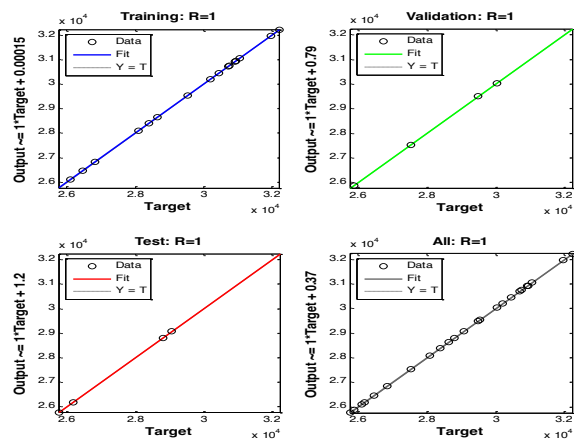 Training: R=1
x 10^4
Output ~= 1*Target + 0.00015
3.2
3.1
3
2.9
2.8
2.7
2.6
Data
Fit
Y = T
2.6 2.8 3 3.2
Target
x 10^4
Validation: R=1
x 10^4
Output ~= 1*Target + 0.79
3.2
3.1
3
2.9
2.8
2.7
2.6
Data
Fit
Y = T
2.6 2.8 3 3.2
Target
x 10^4
Test: R=1
x 10^4
Output ~= 1*Target + 1.2
3.2
3.1
3
2.9
2.8
2.7
2.6
Data
Fit
Y = T
2.6 2.8 3 3.2
Target
x 10^4
All: R=1
x 10^4
Output ~= 1*Target + 0.37
3.2
3.1
3
2.9
2.8
2.7
2.6
Data
Fit
Y = T
2.6 2.8 3 3.2
Target
x 10^4